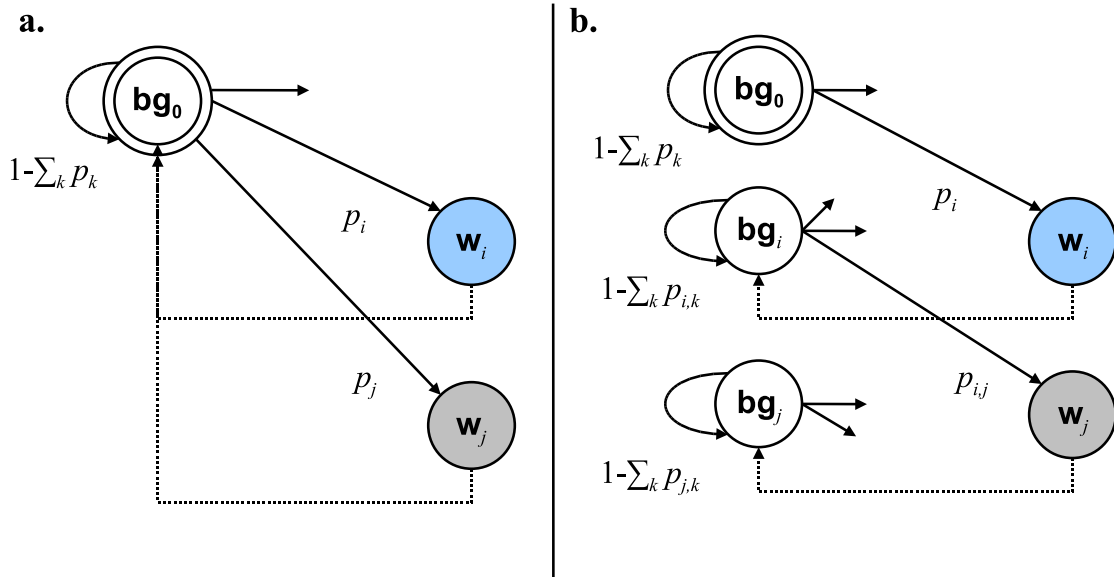 a.
bg₀
1-∑ₖ pₖ
pᵢ
wᵢ
pⱼ
wⱼ
b.
bg₀
1-∑ₖ pₖ
pᵢ
wᵢ
bgᵢ
1-∑ₖ pᵢ,ₖ
pᵢ,ⱼ
wⱼ
bgⱼ
1-∑ₖ pⱼ,ₖ